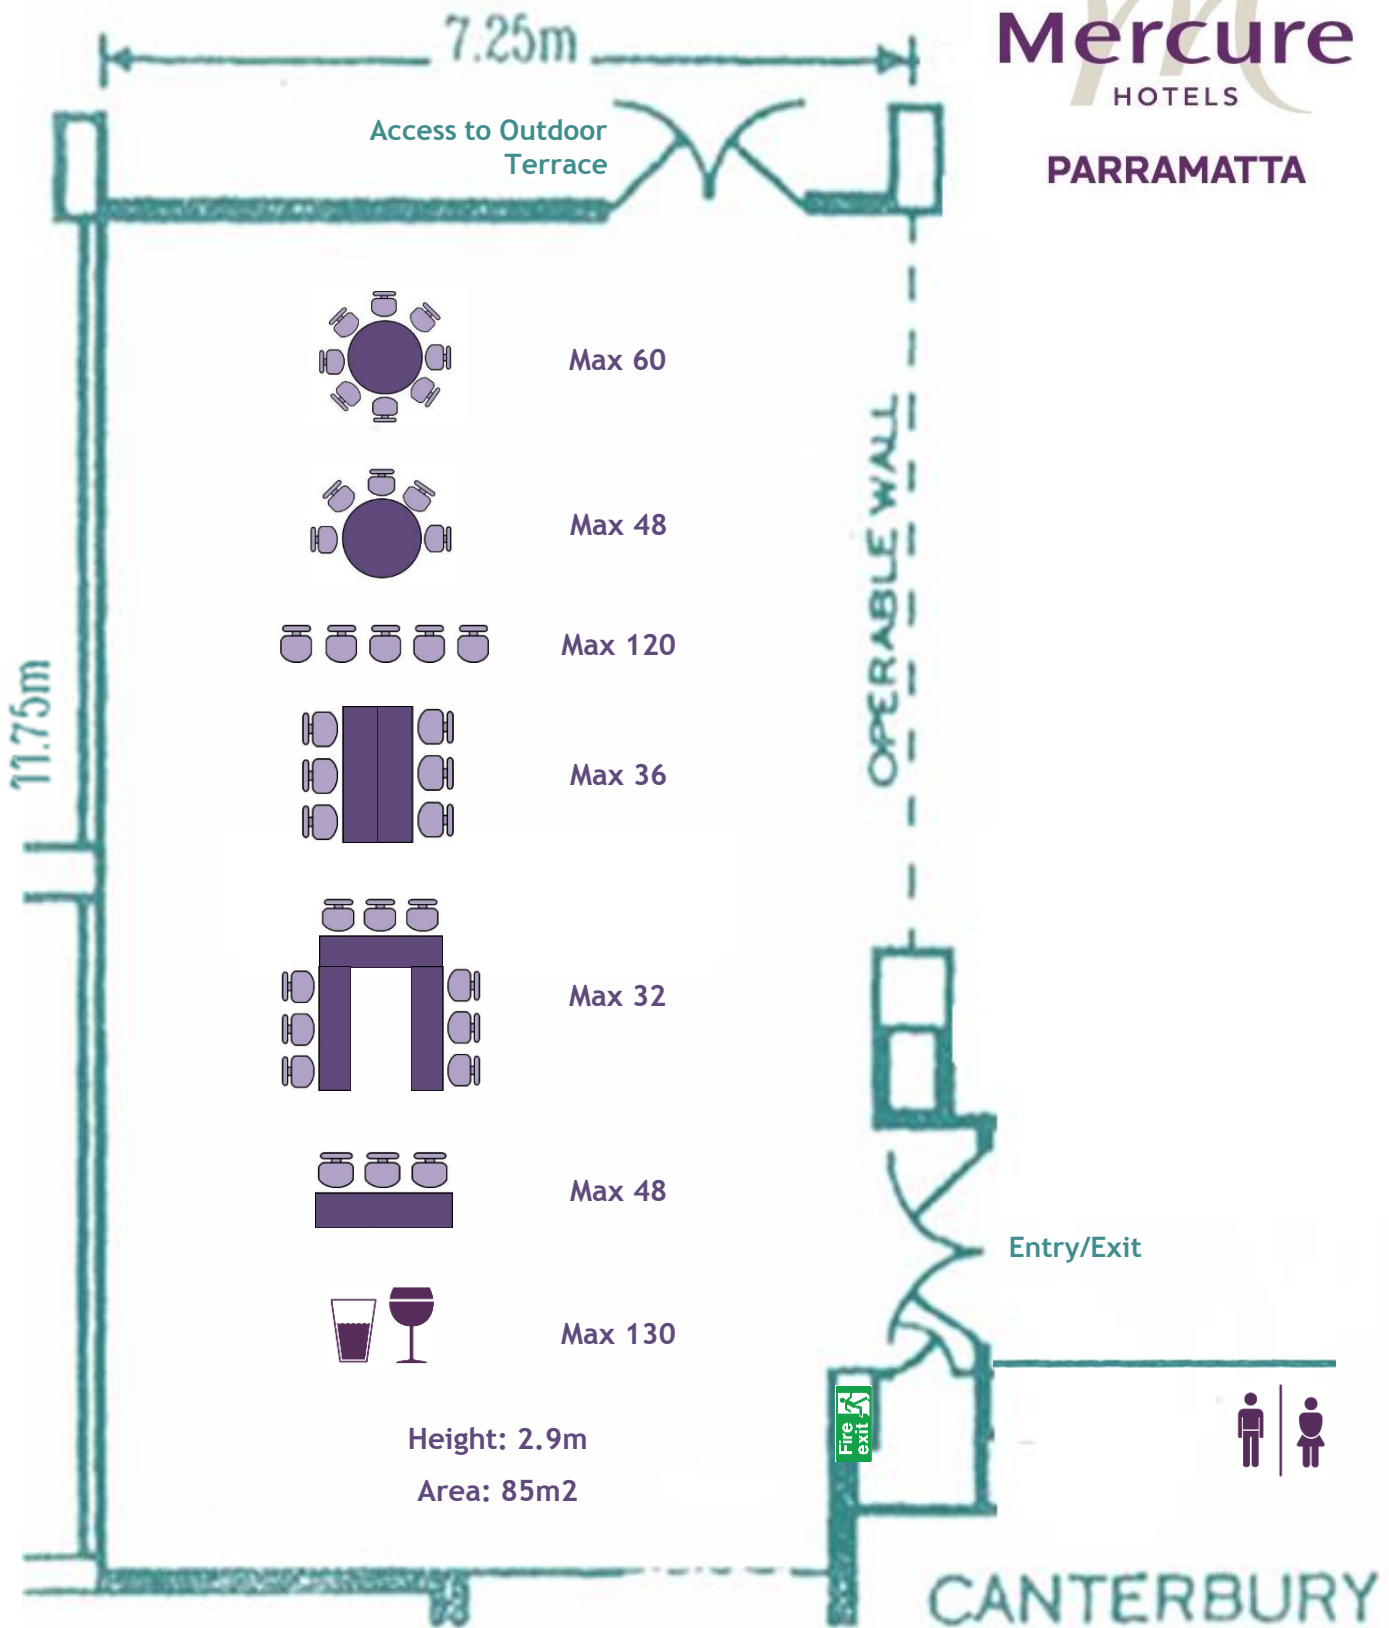 7.25m
Mercure
HOTELS
PARRAMATTA
Access to Outdoor
Terrace
Max 60
Max 48
OPERABLE WALL
Max 120
11.75m
Max 36
Max 32
Max 48
Entry/Exit
Max 130
Fire
exit
Height: 2.9m
Area: 85m2
CANTERBURY